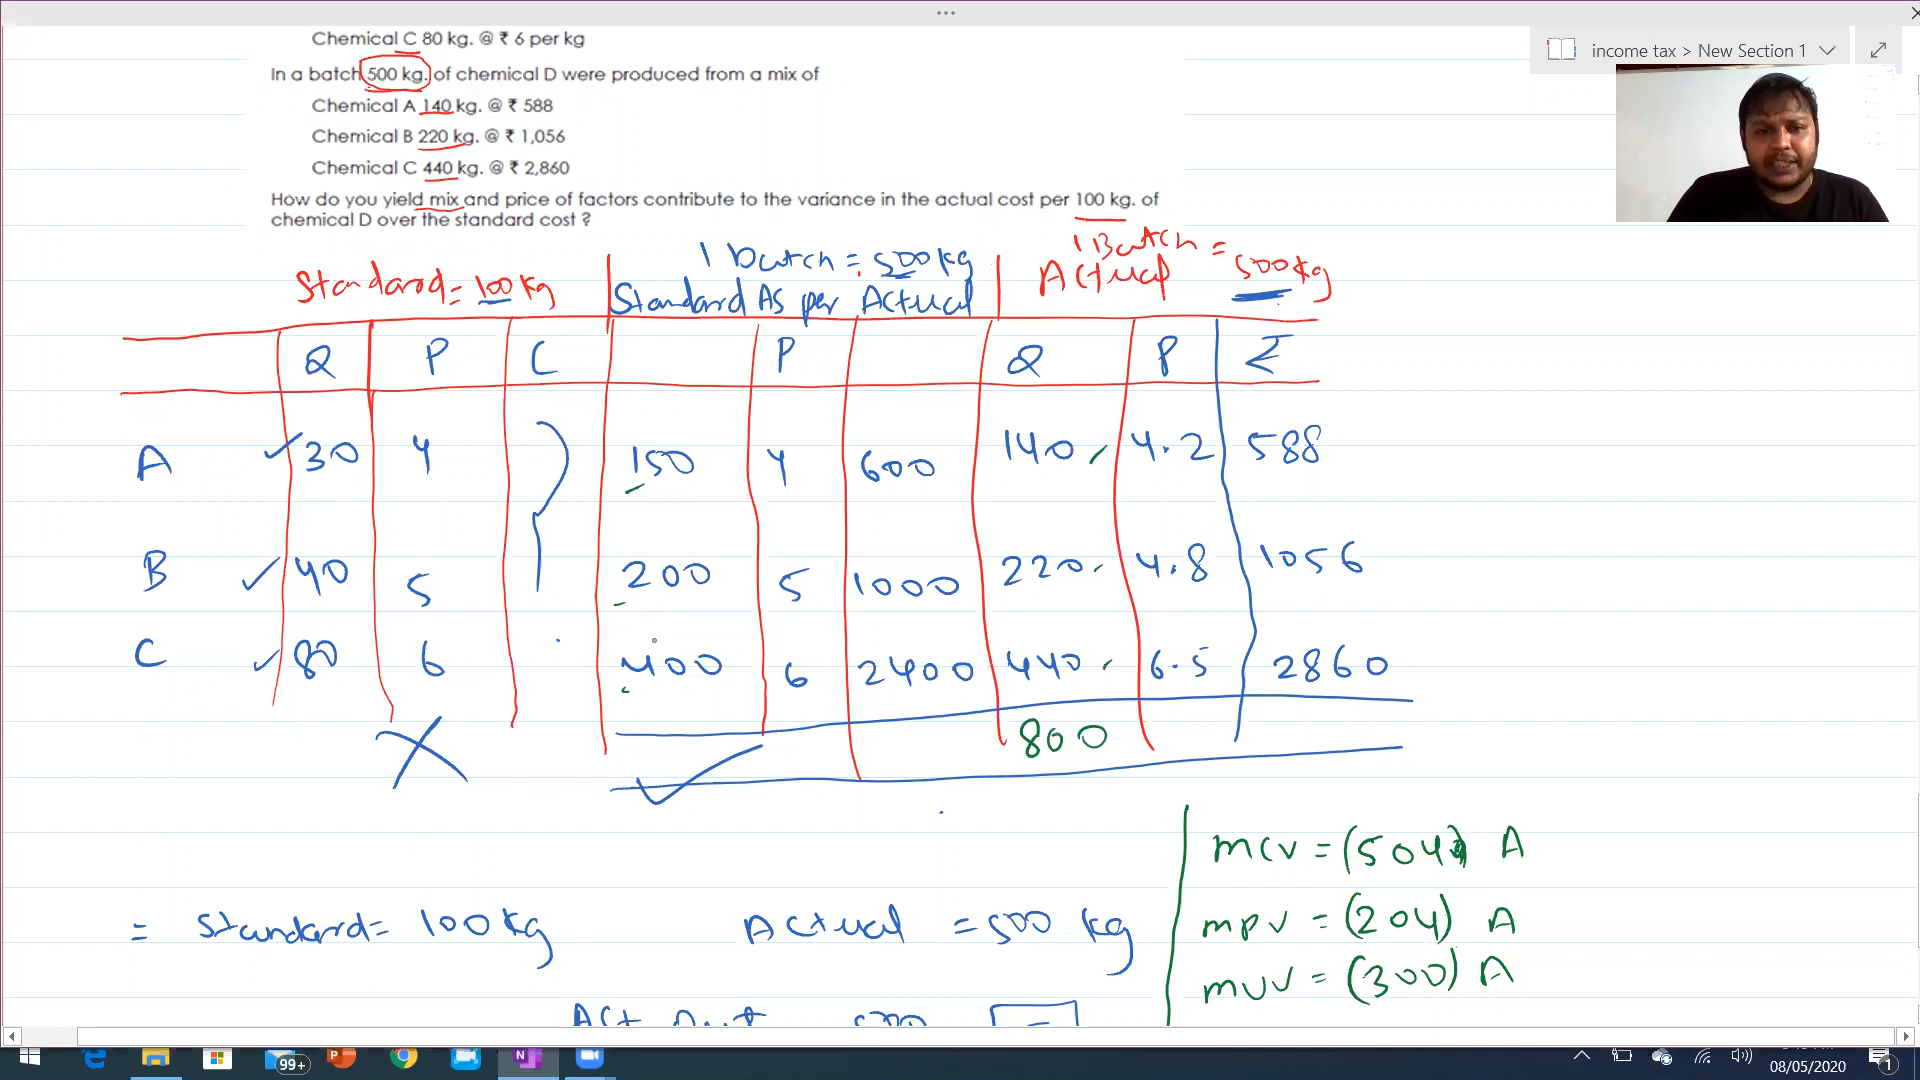 ...
Chemical C 80 kg. @ ₹ 6 per kg
income tax > New Section 1
In a batch 500 kg. of chemical D were produced from a mix of
Chemical A 140 kg. @ ₹ 588
Chemical B 220 kg. @ ₹ 1,056
Chemical C 440 kg. @ ₹ 2,860
How do you yield mix and price of factors contribute to the variance in the actual cost per 100 kg. of
chemical D over the standard cost ?
1 batch = 500 kg
1 Batch = 500 kg
Standard = 100 kg Standard As per Actual Actual
Q P C P Q P ₹
A 30 4 150 4 600 140 4.2 588
B 40 5 200 5 1000 220 4.8 1056
C 80 6 400 6 2400 440 6.5 2860
800
mcv = (504) A
= Standard = 100 kg Actual = 500 kg
mpv = (204) A
muv = (300) A
99+
08/05/2020
1